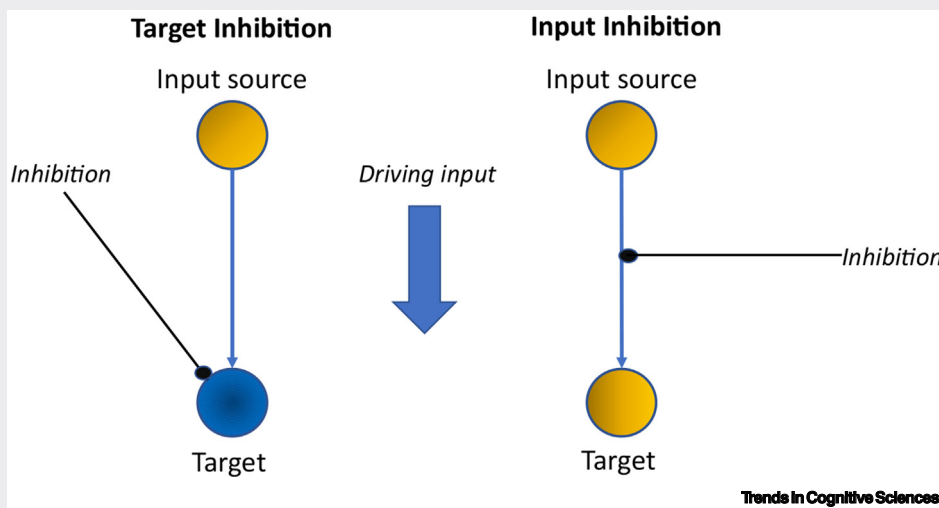 Target Inhibition
Input source
Inhibition
Target
Driving input
Input Inhibition
Input source
Inhibition
Target
Trends in Cognitive Sciences